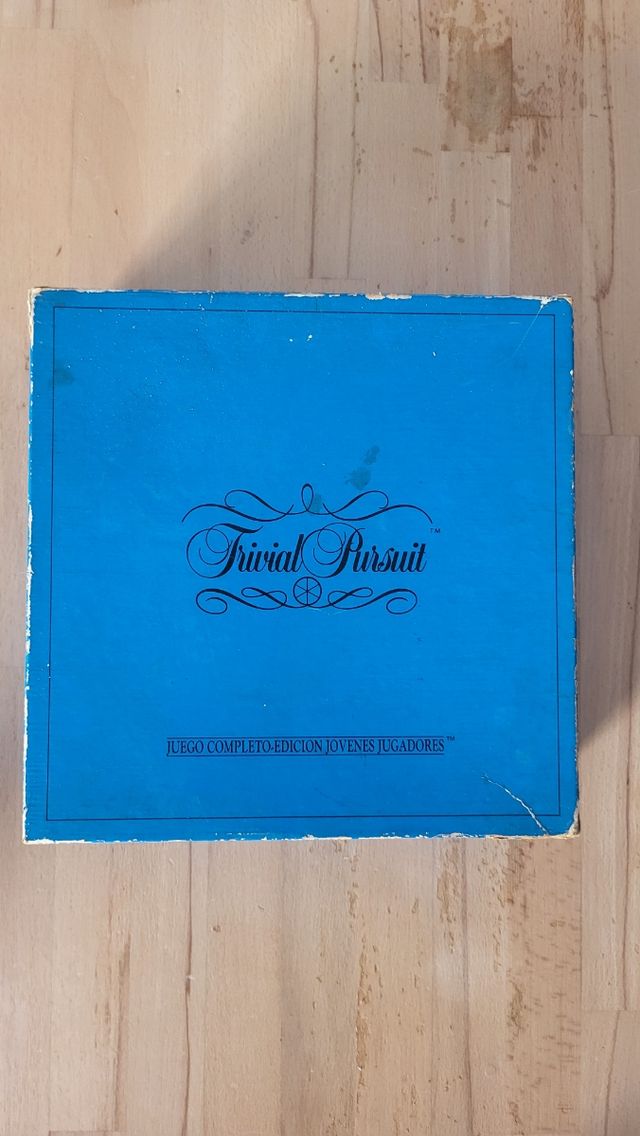 Trivial Pursuit™
JUEGO COMPLETO-EDICION JOVENES JUGADORES™